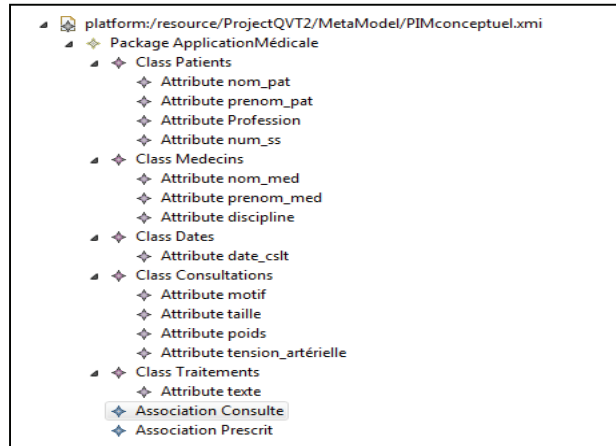 platform:/resource/ProjectQVT2/MetaModel/PIMconceptuel.xmi
Package ApplicationMédicale
Class Patients
Attribute nom_pat
Attribute prenom_pat
Attribute Profession
Attribute num_ss
Class Medecins
Attribute nom_med
Attribute prenom_med
Attribute discipline
Class Dates
Attribute date_cslt
Class Consultations
Attribute motif
Attribute taille
Attribute poids
Attribute tension_artérielle
Class Traitements
Attribute texte
Association Consulte
Association Prescrit